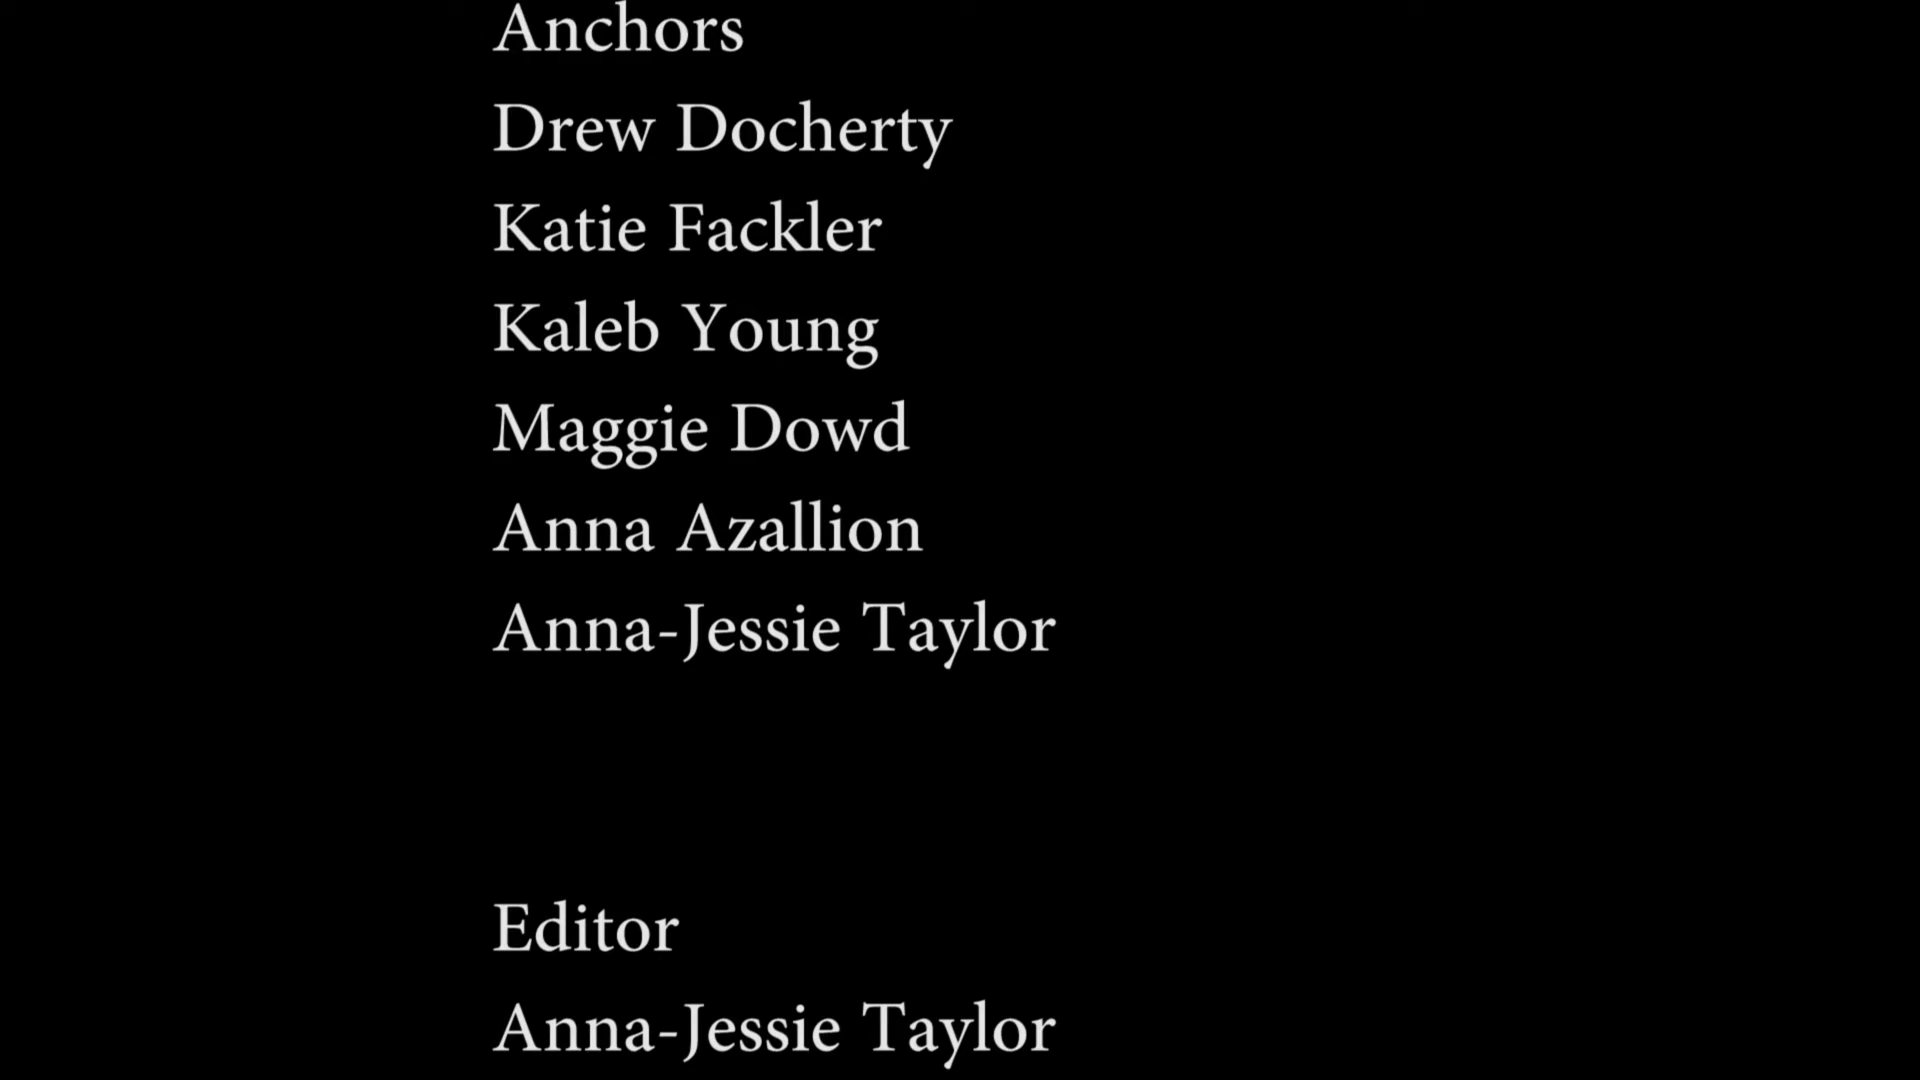 Anchors
Drew Docherty
Katie Fackler
Kaleb Young
Maggie Dowd
Anna Azallion
Anna-Jessie Taylor
Editor
Anna-Jessie Taylor